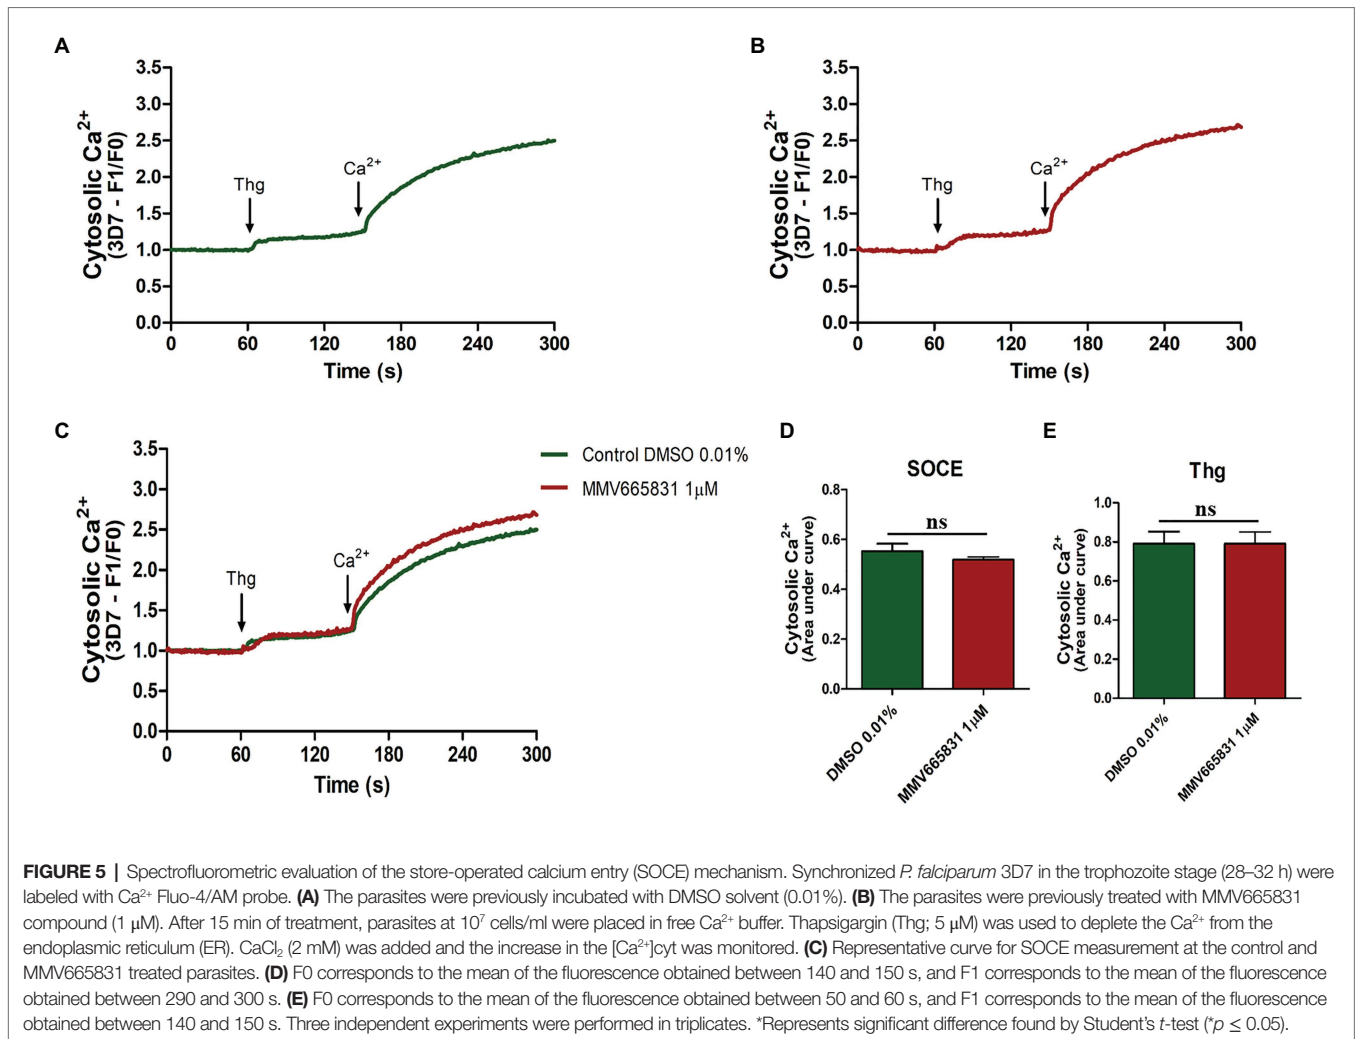 A
3.5
3.0
2.5
2.0
1.5
1.0
0.5
0.0
Cytosolic Ca²⁺
(3D7 - F1/F0)
Thg
Ca²⁺
0 60 120 180 240 300
Time (s)
B
3.5
3.0
2.5
2.0
1.5
1.0
0.5
0.0
Cytosolic Ca²⁺
(3D7 - F1/F0)
Thg
Ca²⁺
0 60 120 180 240 300
Time (s)
C
3.5
3.0
2.5
2.0
1.5
1.0
0.5
0.0
Cytosolic Ca²⁺
(3D7 - F1/F0)
Thg
Ca²⁺
0 60 120 180 240 300
Time (s)
Control DMSO 0.01%
MMV665831 1μM
D
SOCE
0.8
0.6
0.4
0.2
0.0
Cytosolic Ca²⁺
(Area under curve)
ns
DMSO 0.01%
MMV665831 1μM
E
Thg
1.0
0.8
0.6
0.4
0.2
0.0
Cytosolic Ca²⁺
(Area under curve)
ns
DMSO 0.01%
MMV665831 1μM
FIGURE 5 | Spectrofluorometric evaluation of the store-operated calcium entry (SOCE) mechanism. Synchronized P. falciparum 3D7 in the trophozoite stage (28–32 h) were
labeled with Ca²⁺ Fluo-4/AM probe. (A) The parasites were previously incubated with DMSO solvent (0.01%). (B) The parasites were previously treated with MMV665831
compound (1 μM). After 15 min of treatment, parasites at 10⁷ cells/ml were placed in free Ca²⁺ buffer. Thapsigargin (Thg; 5 μM) was used to deplete the Ca²⁺ from the
endoplasmic reticulum (ER). CaCl₂ (2 mM) was added and the increase in the [Ca²⁺]cyt was monitored. (C) Representative curve for SOCE measurement at the control and
MMV665831 treated parasites. (D) F0 corresponds to the mean of the fluorescence obtained between 140 and 150 s, and F1 corresponds to the mean of the fluorescence
obtained between 290 and 300 s. (E) F0 corresponds to the mean of the fluorescence obtained between 50 and 60 s, and F1 corresponds to the mean of the fluorescence
obtained between 140 and 150 s. Three independent experiments were performed in triplicates. *Represents significant difference found by Student's t-test (*p ≤ 0.05).